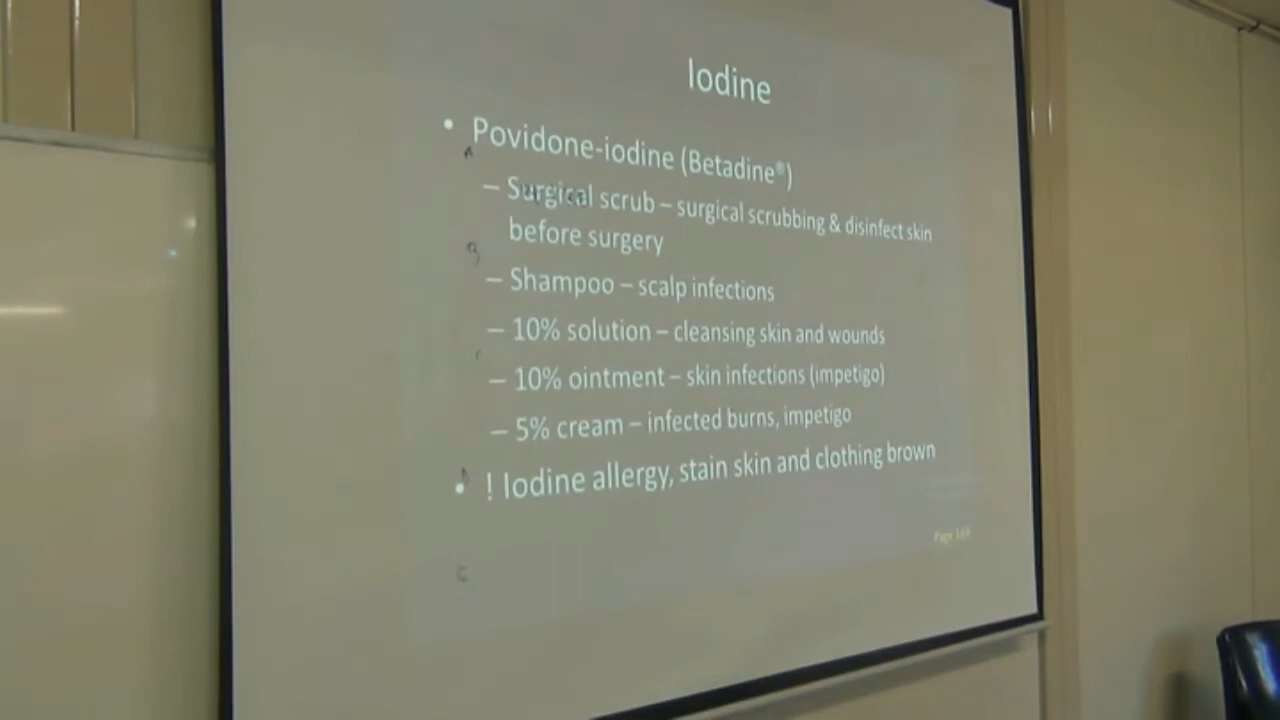 Iodine
• Povidone-iodine (Betadine®)
– Surgical scrub – surgical scrubbing & disinfect skin
before surgery
– Shampoo – scalp infections
– 10% solution – cleansing skin and wounds
– 10% ointment – skin infections (impetigo)
– 5% cream – infected burns, impetigo
• ! Iodine allergy, stain skin and clothing brown
Page